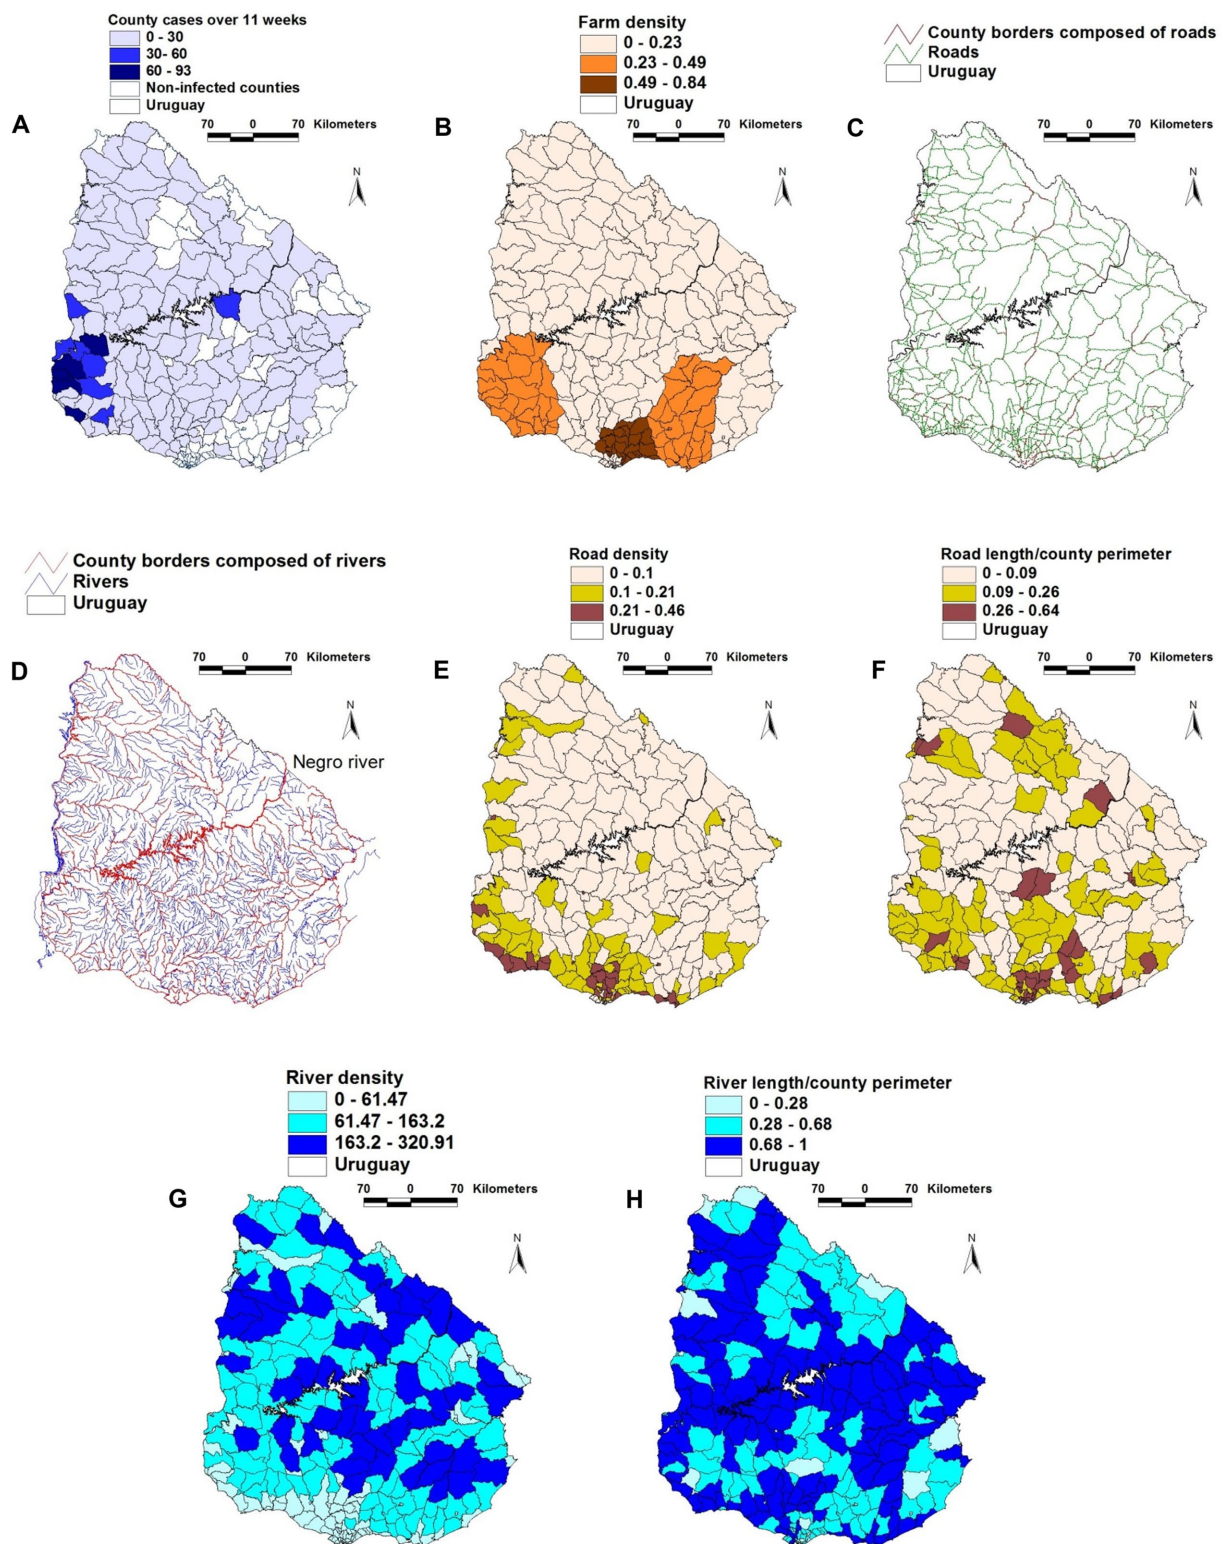 County cases over 11 weeks
0 - 30
30- 60
60 - 93
Non-infected counties
Uruguay
A
70 0 70 Kilometers
N
Farm density
0 - 0.23
0.23 - 0.49
0.49 - 0.84
Uruguay
B
70 0 70 Kilometers
N
County borders composed of roads
Roads
Uruguay
C
70 0 70 Kilometers
N
County borders composed of rivers
Rivers
Uruguay
D
70 0 70 Kilometers
N
Negro river
Road density
0 - 0.1
0.1 - 0.21
0.21 - 0.46
Uruguay
E
70 0 70 Kilometers
N
Road length/county perimeter
0 - 0.09
0.09 - 0.26
0.26 - 0.64
Uruguay
F
70 0 70 Kilometers
N
River density
0 - 61.47
61.47 - 163.2
163.2 - 320.91
Uruguay
G
70 0 70 Kilometers
N
River length/county perimeter
0 - 0.28
0.28 - 0.68
0.68 - 1
Uruguay
H
70 0 70 Kilometers
N